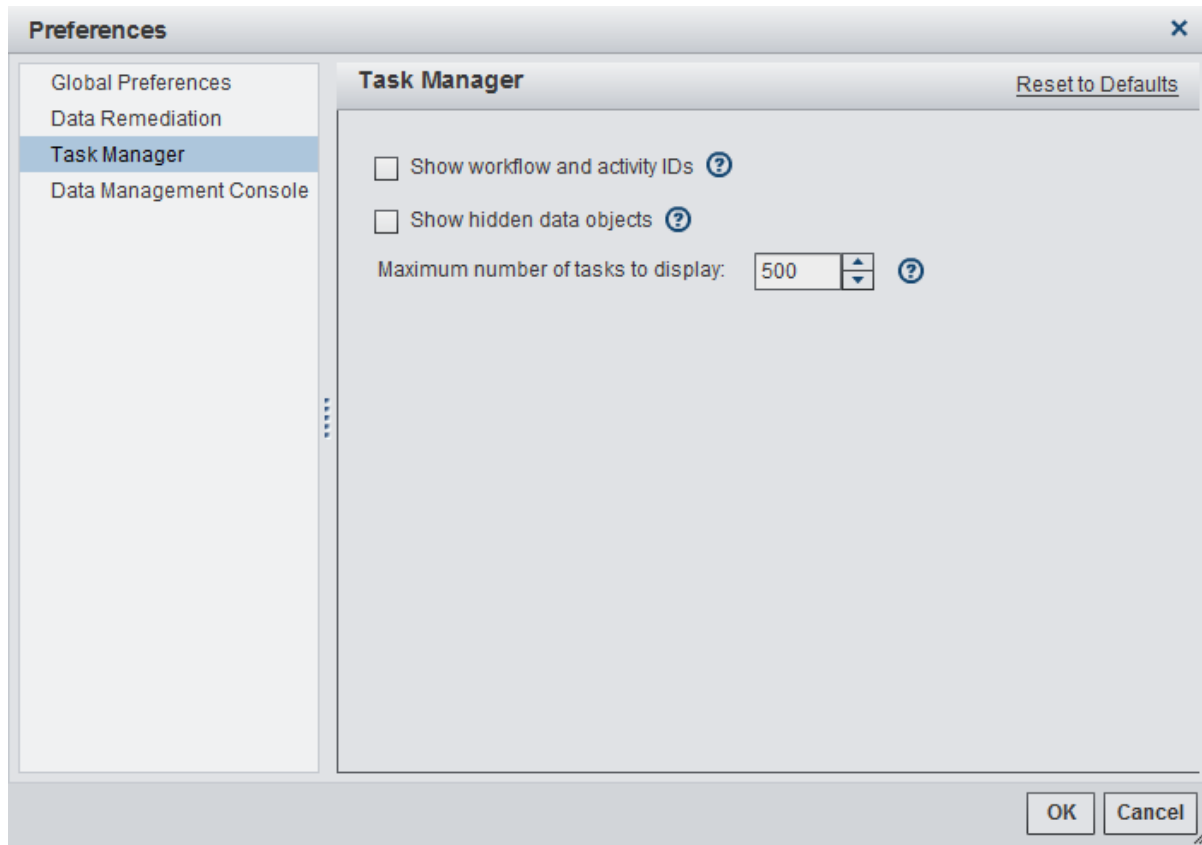 Preferences
Global Preferences
Data Remediation
Task Manager
Data Management Console
Task Manager
Reset to Defaults
Show workflow and activity IDs
Show hidden data objects
Maximum number of tasks to display: 500
OK
Cancel